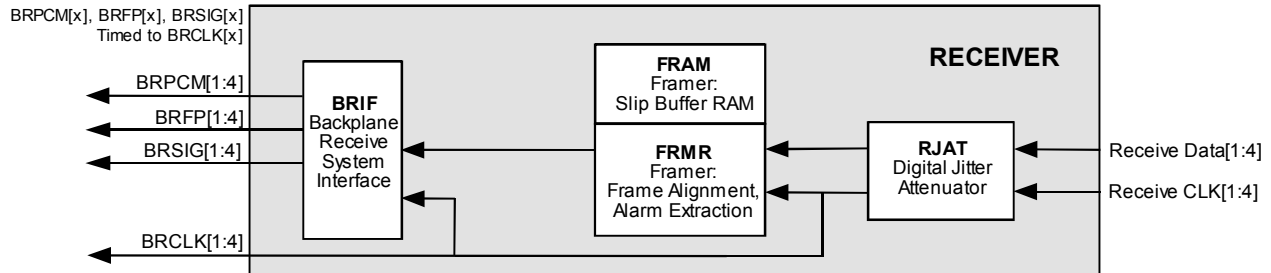 BRPCM[x], BRFP[x], BRSIG[x]
Timed to BRCLK[x]
RECEIVER
BRPCM[1:4]
BRFP[1:4]
BRSIG[1:4]
BRCLK[1:4]
BRIF
Backplane
Receive
System
Interface
FRAM
Framer:
Slip Buffer RAM
FRMR
Framer:
Frame Alignment,
Alarm Extraction
RJAT
Digital Jitter
Attenuator
Receive Data[1:4]
Receive CLK[1:4]